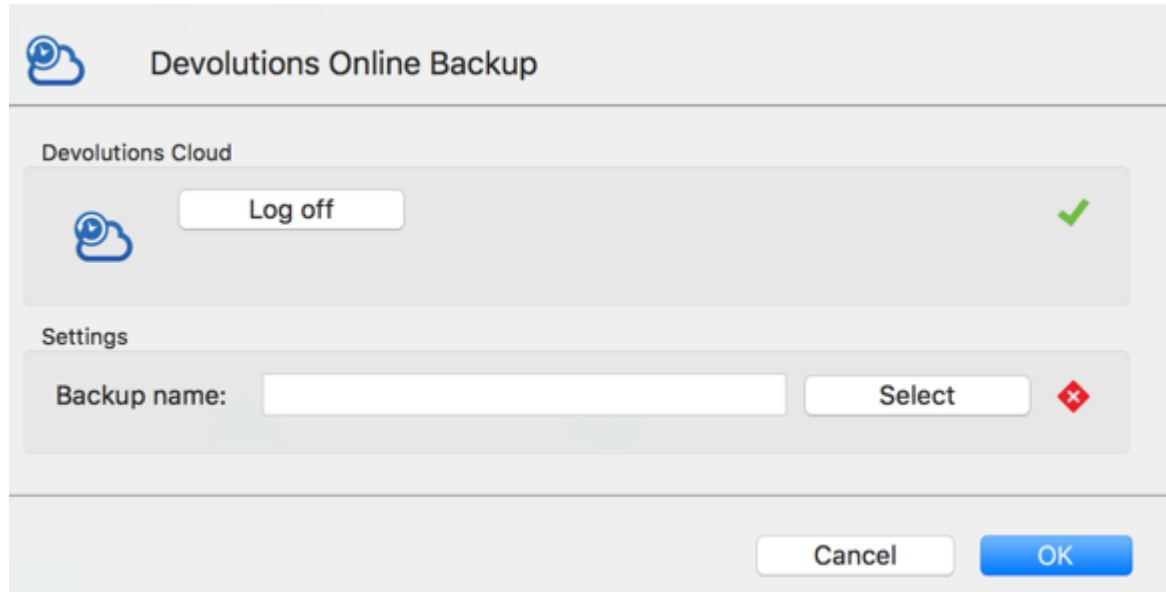 Devolutions Online Backup
Devolutions Cloud
Log off
Settings
Backup name:
Select
Cancel
OK